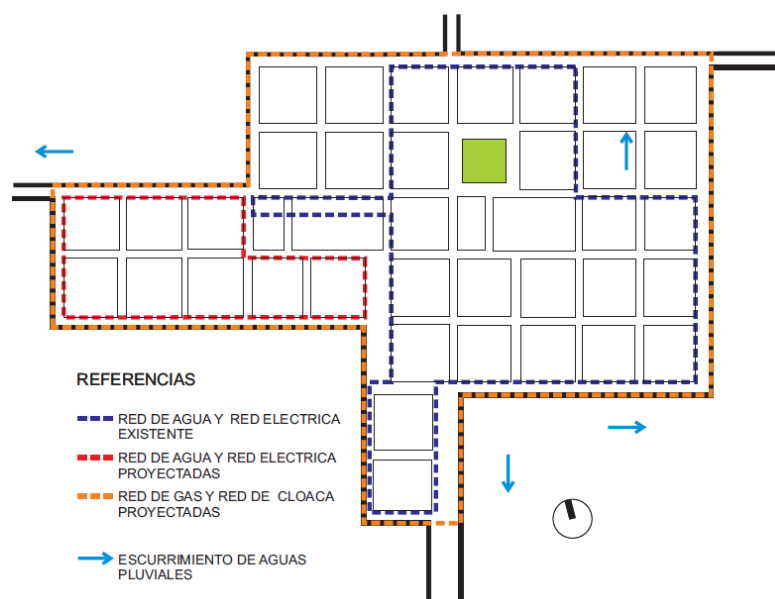 REFERENCIAS
RED DE AGUA Y RED ELECTRICA
EXISTENTE
RED DE AGUA Y RED ELECTRICA
PROYECTADAS
RED DE GAS Y RED DE CLOACA
PROYECTADAS
ESCURRIMIENTO DE AGUAS
PLUVIALES